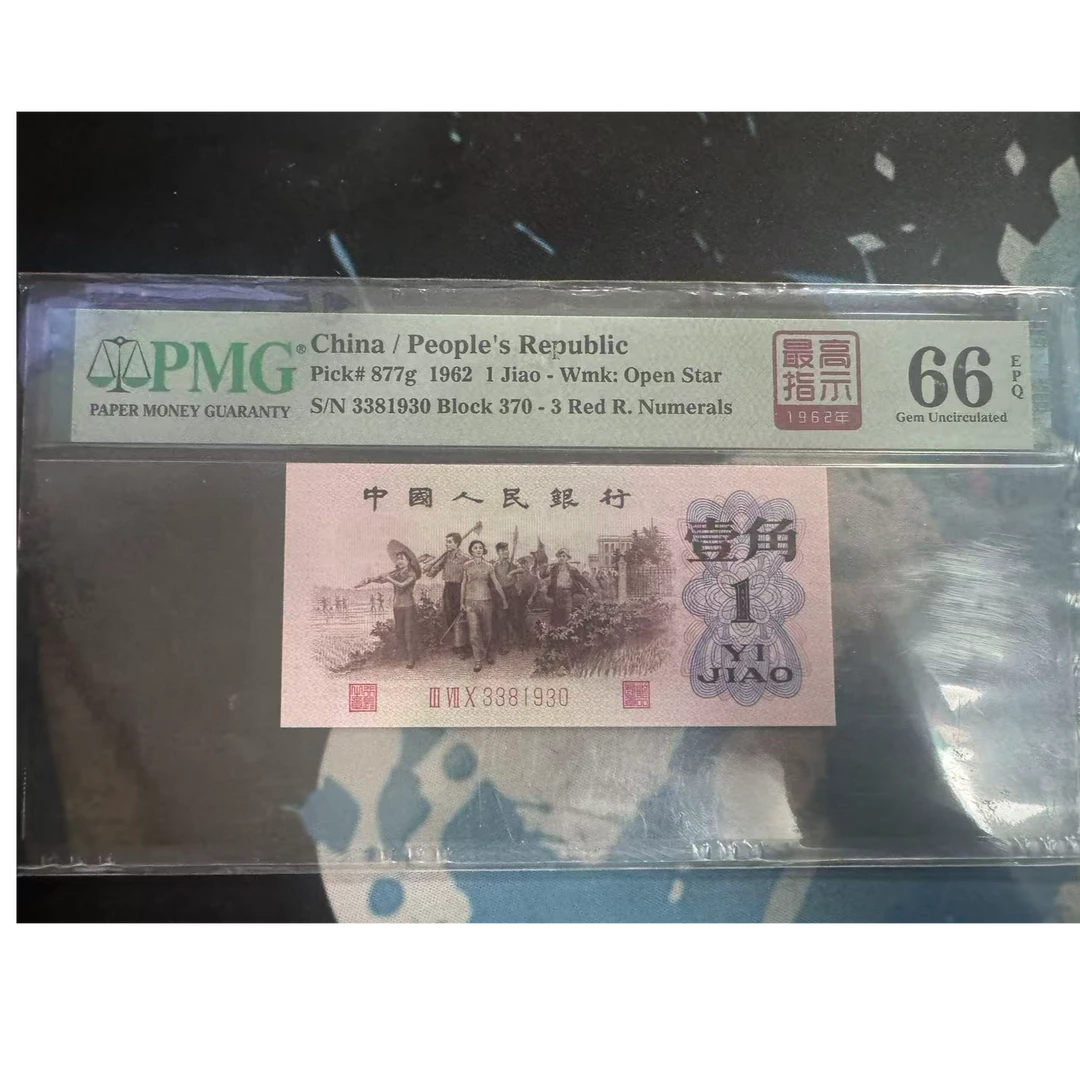 PMG®
PAPER MONEY GUARANTY
China / People's Republic
Pick# 877g 1962 1 Jiao - Wmk: Open Star
S/N 3381930 Block 370 - 3 Red R. Numerals
最高
指示
1962年
66
EPQ
Gem Uncirculated
中國人民銀行
壹角
1
YI
JIAO
III VII X 3381930